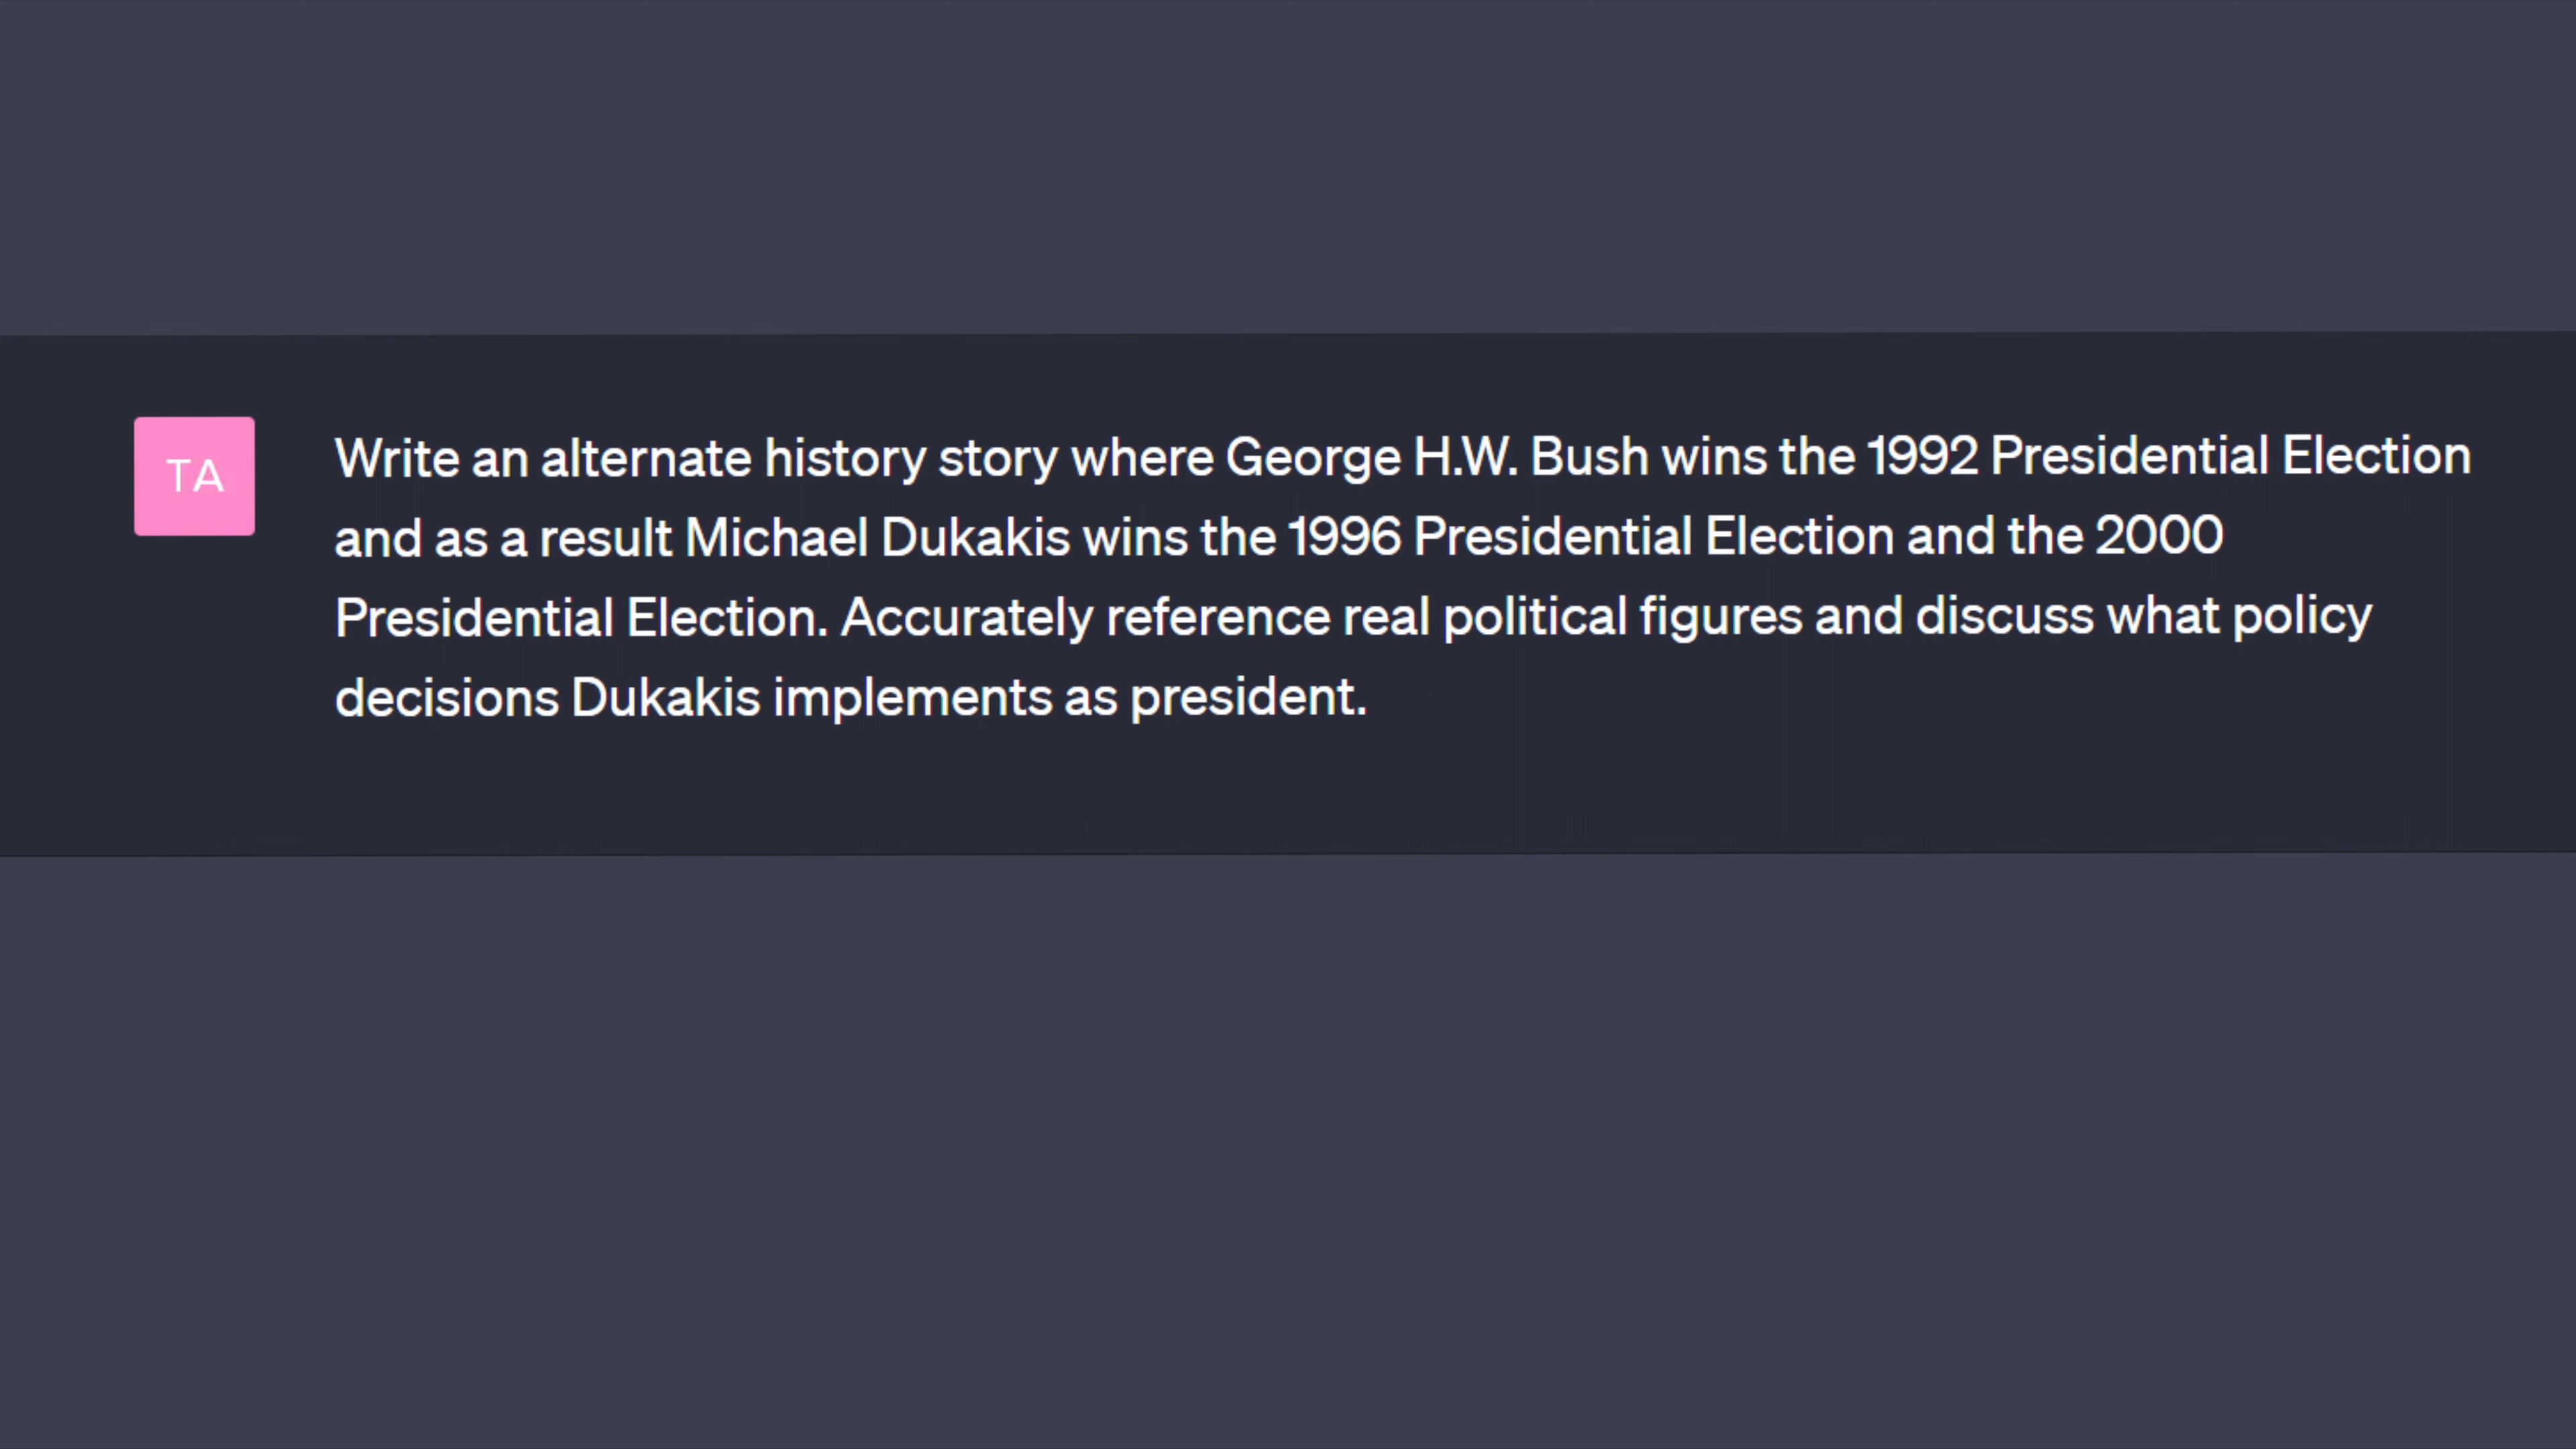 TA
Write an alternate history story where George H.W. Bush wins the 1992 Presidential Election
and as a result Michael Dukakis wins the 1996 Presidential Election and the 2000
Presidential Election. Accurately reference real political figures and discuss what policy
decisions Dukakis implements as president.